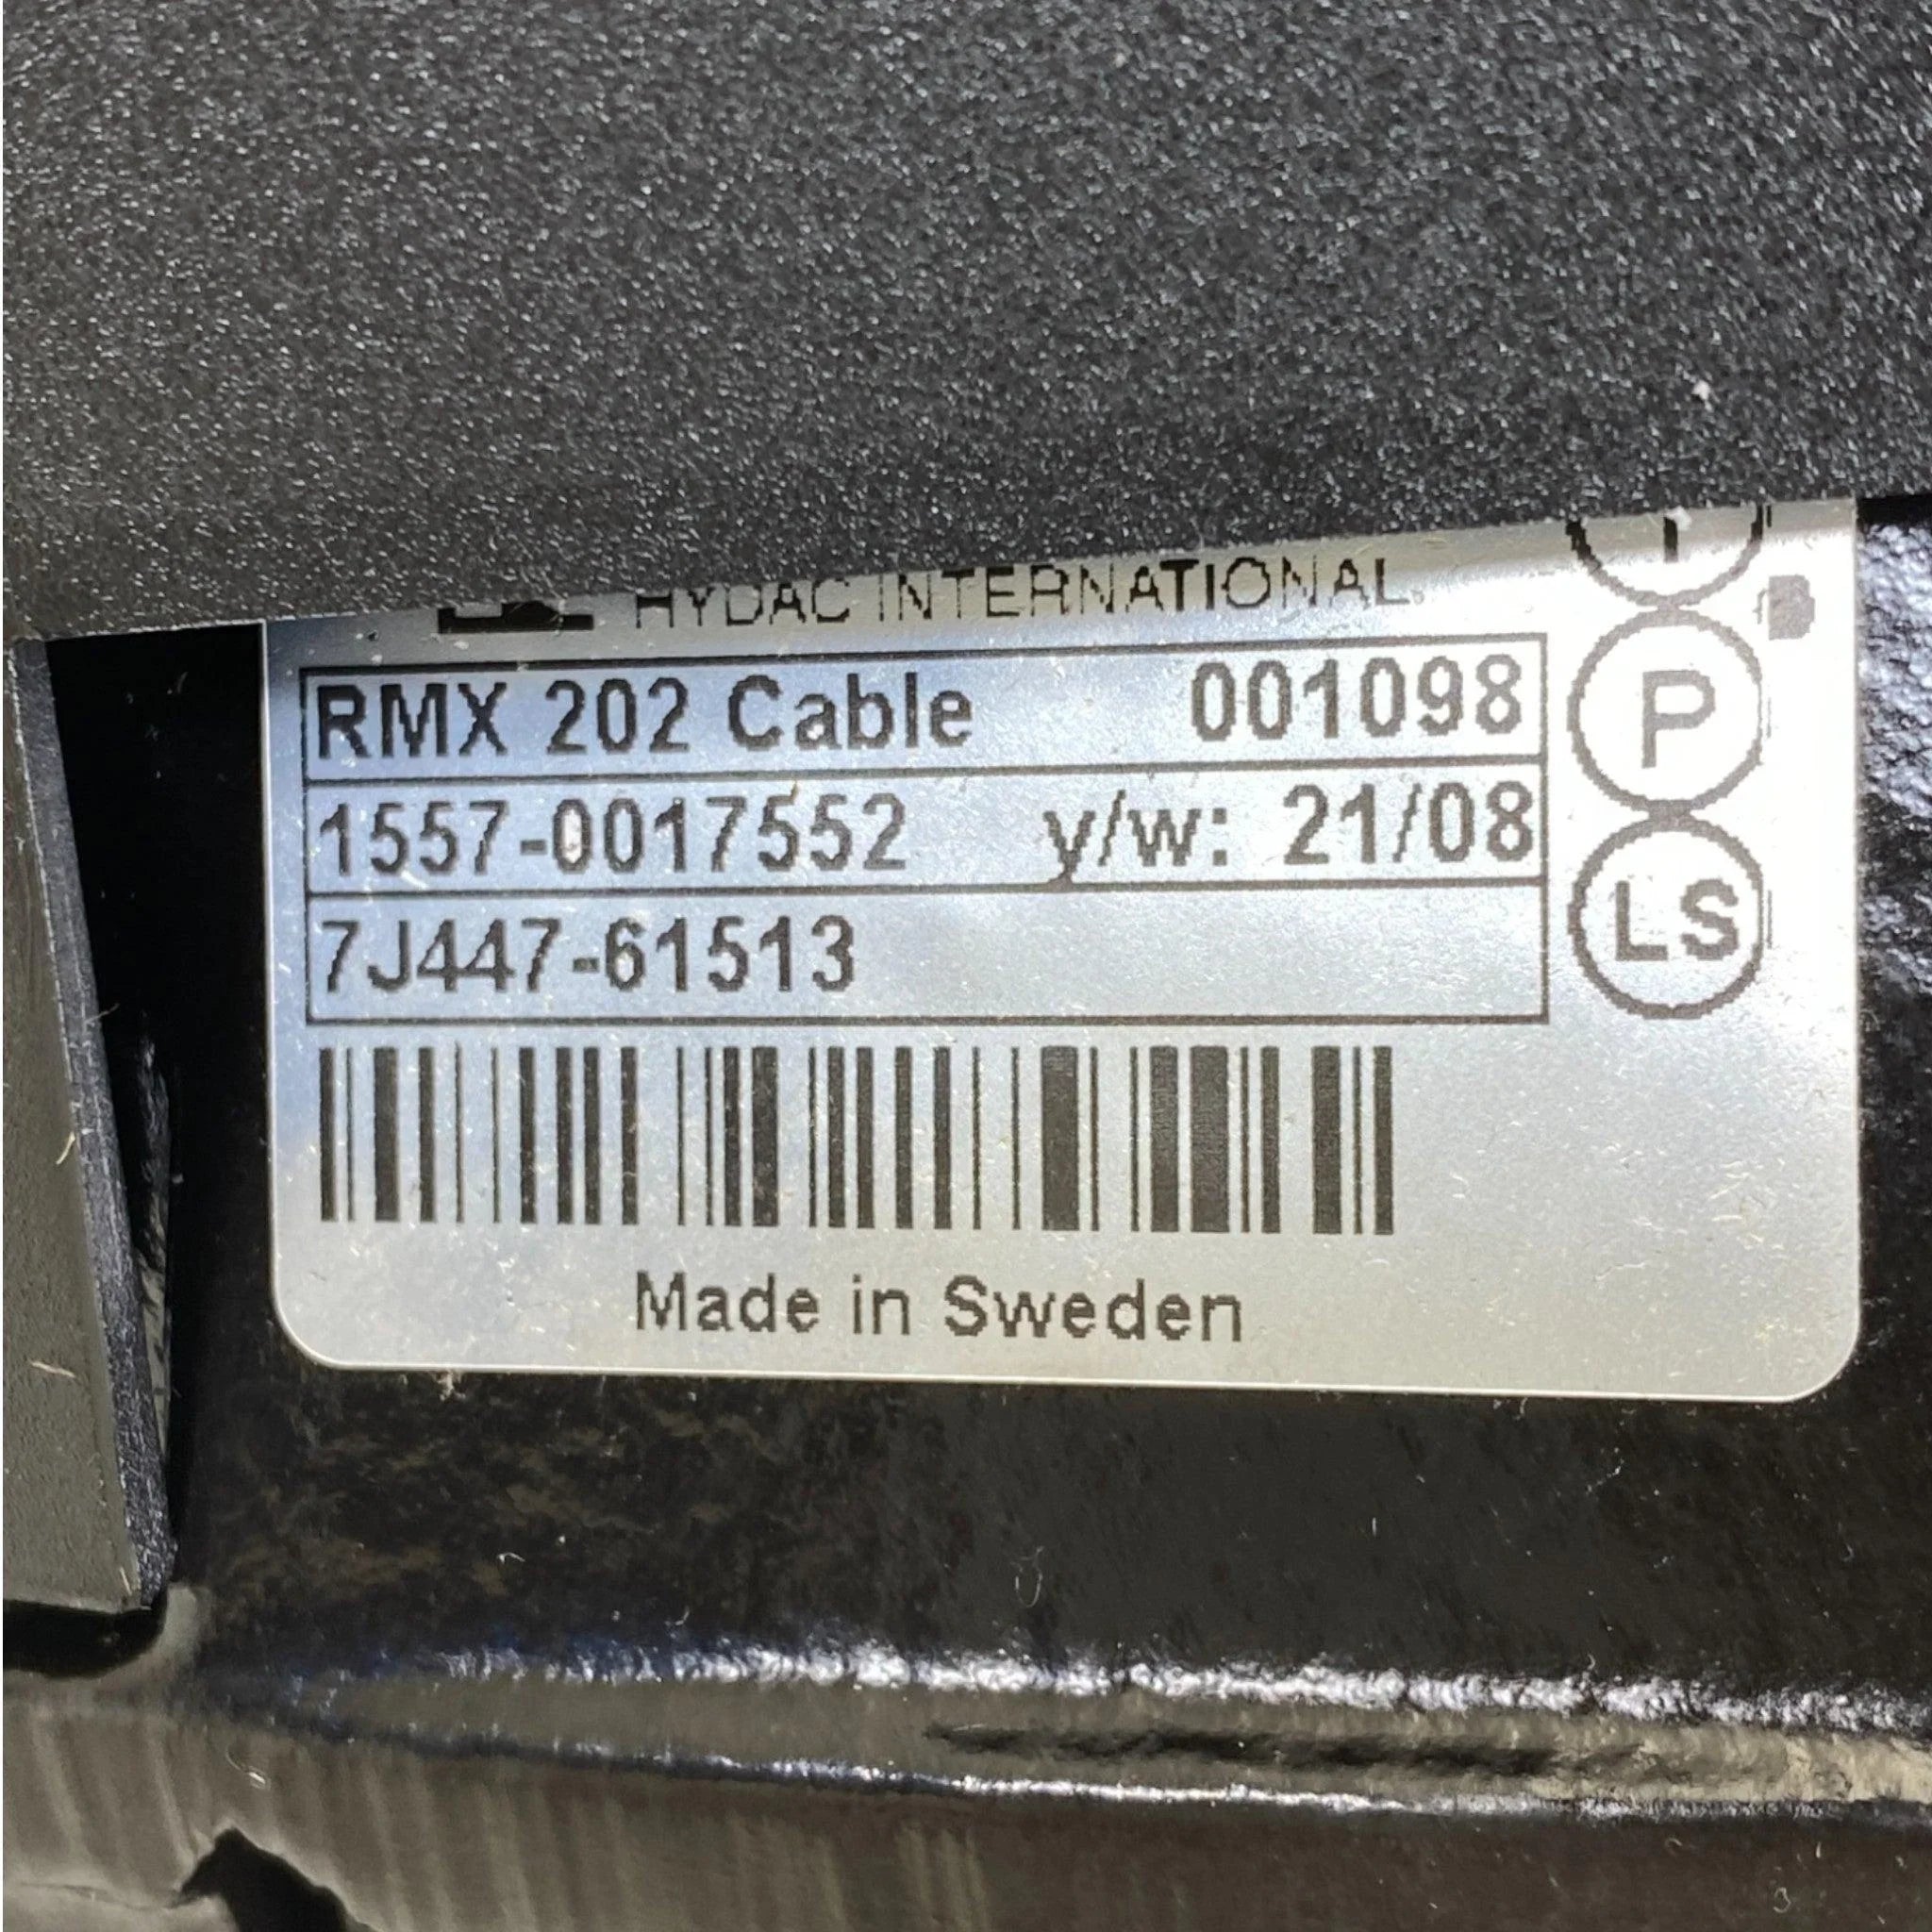 HYDAC INTERNATIONAL
RMX 202 Cable 001098
1557-0017552 y/w: 21/08
7J447-61513
Made in Sweden
T
P
LS
B